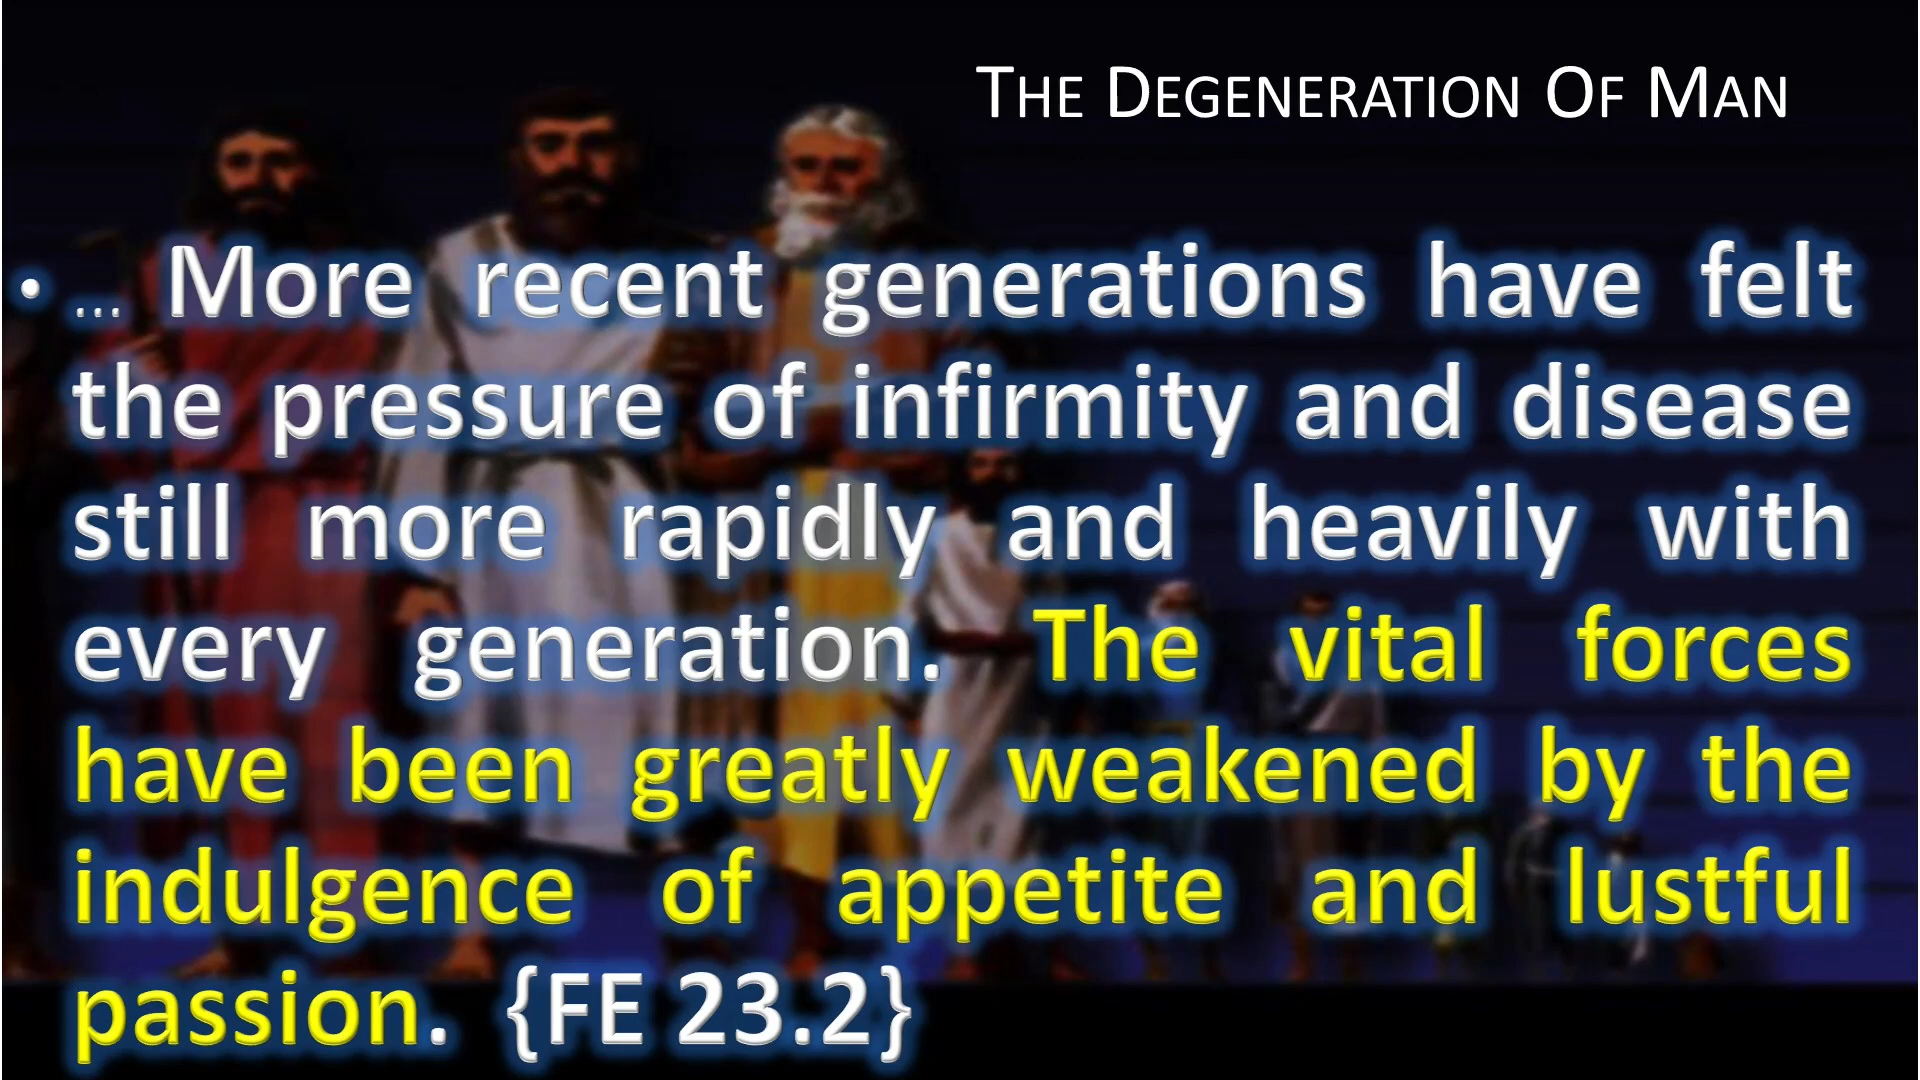 The Degeneration Of Man
• ... More recent generations have felt
the pressure of infirmity and disease
still more rapidly and heavily with
every generation. The vital forces
have been greatly weakened by the
indulgence of appetite and lustful
passion. {FE 23.2}